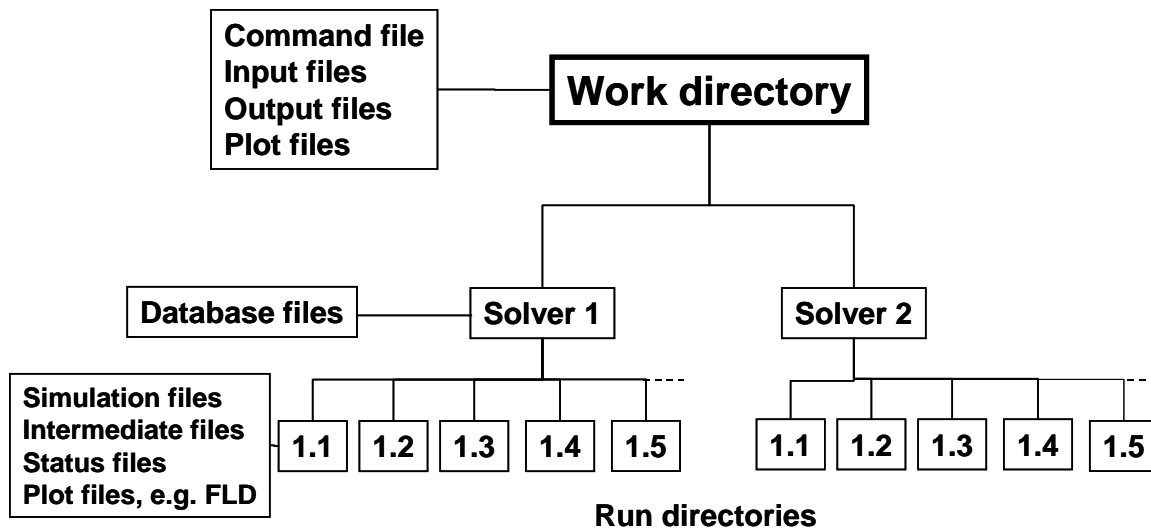 Command file
Input files
Output files
Plot files
Work directory
Database files
Solver 1
Solver 2
Simulation files
Intermediate files
Status files
Plot files, e.g. FLD
1.1
1.2
1.3
1.4
1.5
1.1
1.2
1.3
1.4
1.5
Run directories